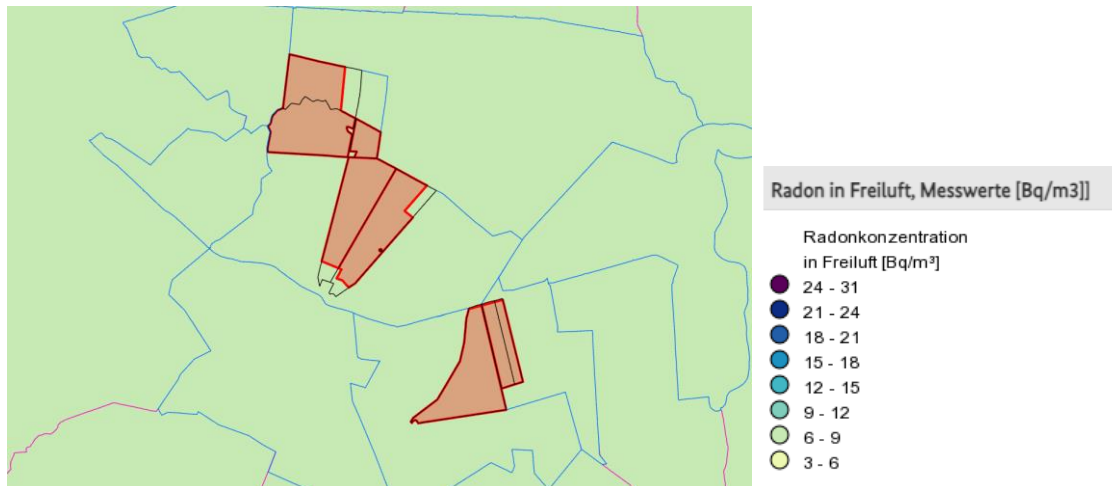 Radon in Freiluft, Messwerte [Bq/m3]]
Radonkonzentration
in Freiluft [Bq/m³]
24 - 31
21 - 24
18 - 21
15 - 18
12 - 15
9 - 12
6 - 9
3 - 6